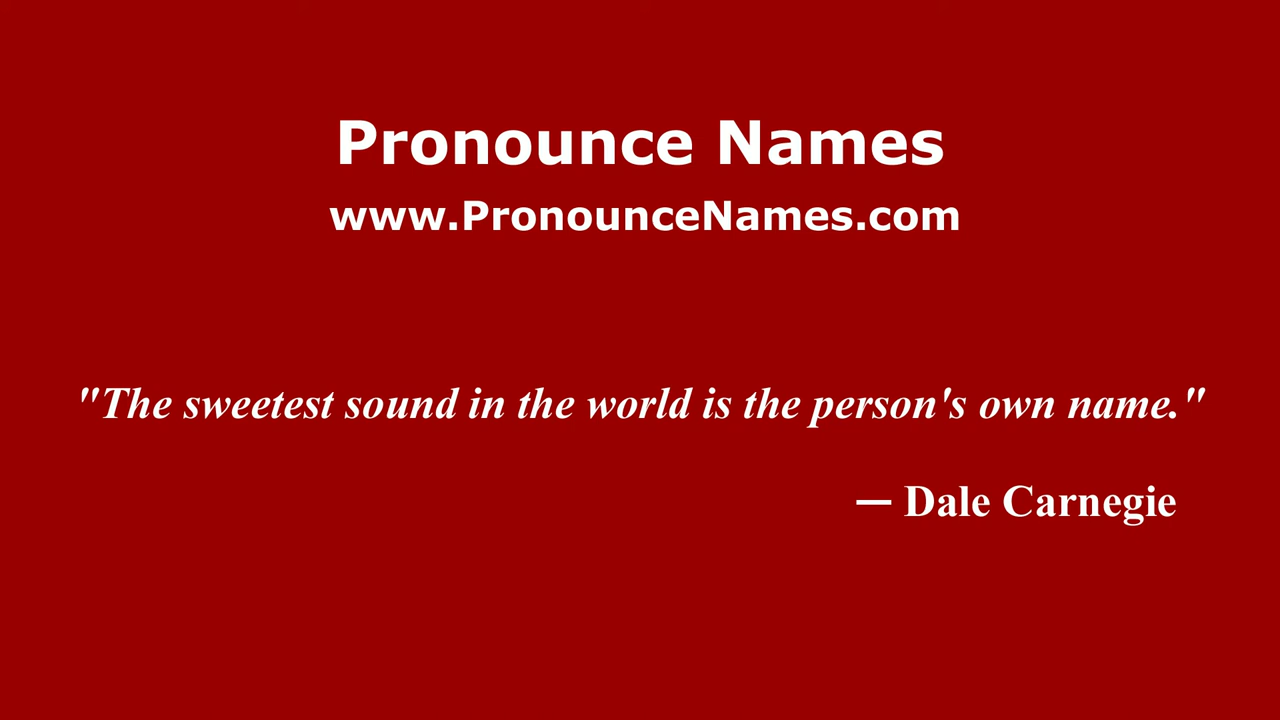 Pronounce Names
www.PronounceNames.com
"The sweetest sound in the world is the person's own name."
— Dale Carnegie